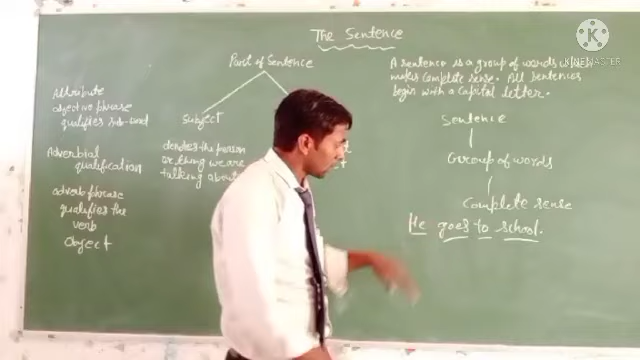 The Sentence
Part of Sentence
Attribute
adjective phrase
qualifies sub-word
Adverbial
qualification
adverb phrase
qualifies the
verb
object
Subject
denotes the person
or thing we are
talking about
A sentence is a group of words which
makes complete sense. All sentences
begin with a capital letter.
Sentence
Group of words
Complete sense
He goes to school.
KINEMASTER